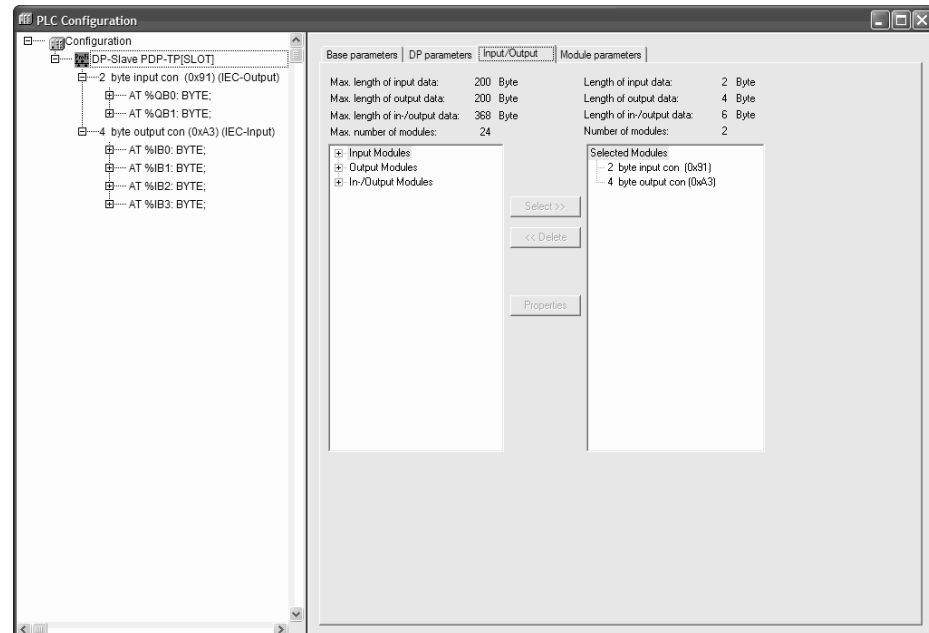 PLC Configuration
Configuration
DP-Slave PDP-TP[SLOT]
2 byte input con (0x91) (IEC-Output)
AT %QB0: BYTE;
AT %QB1: BYTE;
4 byte output con (0xA3) (IEC-Input)
AT %IB0: BYTE;
AT %IB1: BYTE;
AT %IB2: BYTE;
AT %IB3: BYTE;
Base parameters DP parameters Input/Output Module parameters
Max. length of input data: 200 Byte
Max. length of output data: 200 Byte
Max. length of in-/output data: 368 Byte
Max. number of modules: 24
Length of input data: 2 Byte
Length of output data: 4 Byte
Length of in-/output data: 6 Byte
Number of modules: 2
Input Modules
Output Modules
In-/Output Modules
Select >>
<< Delete
Properties
Selected Modules
2 byte input con (0x91)
4 byte output con (0xA3)